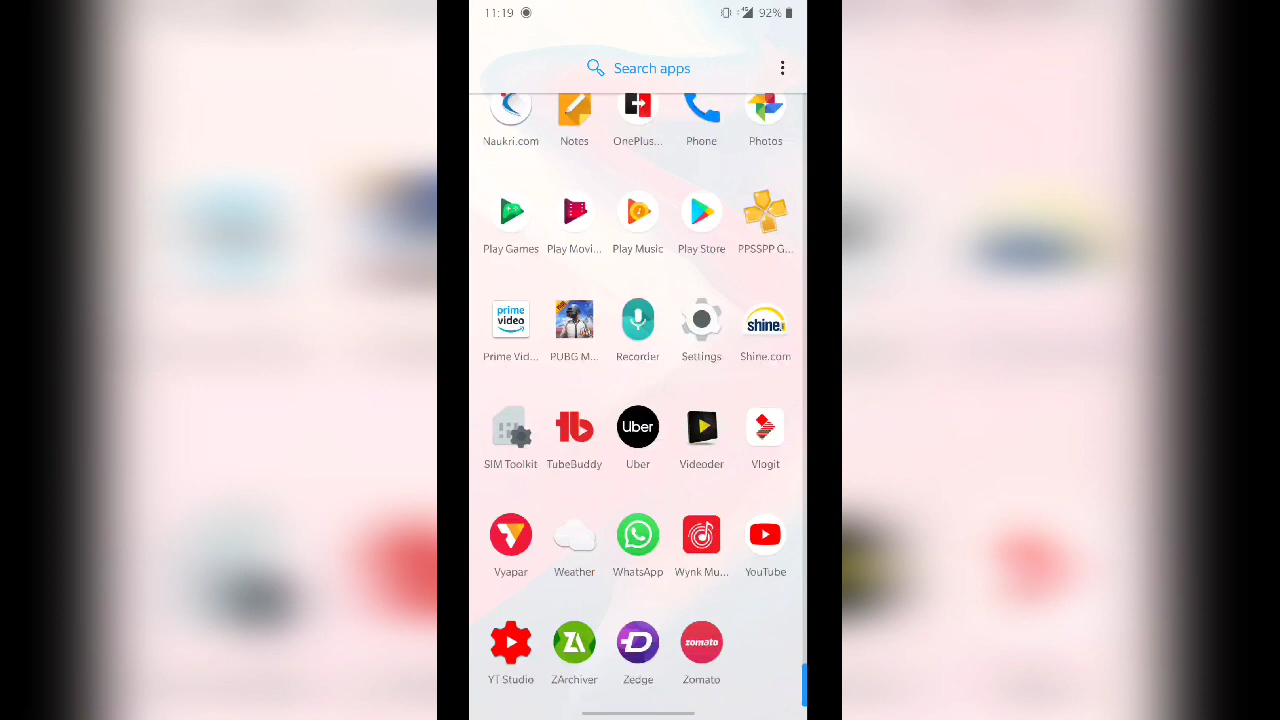 11:19
4G 92%
Search apps
Naukri.com Notes OnePlus... Phone Photos
Play Games Play Movi... Play Music Play Store PPSSPP G...
prime video
shine.
Prime Vid... PUBG M... Recorder Settings Shine.com
Uber
SIM Toolkit TubeBuddy Uber Videoder Vlogit
Vyapar Weather WhatsApp Wynk Mu... YouTube
zomato
YT Studio ZArchiver Zedge Zomato